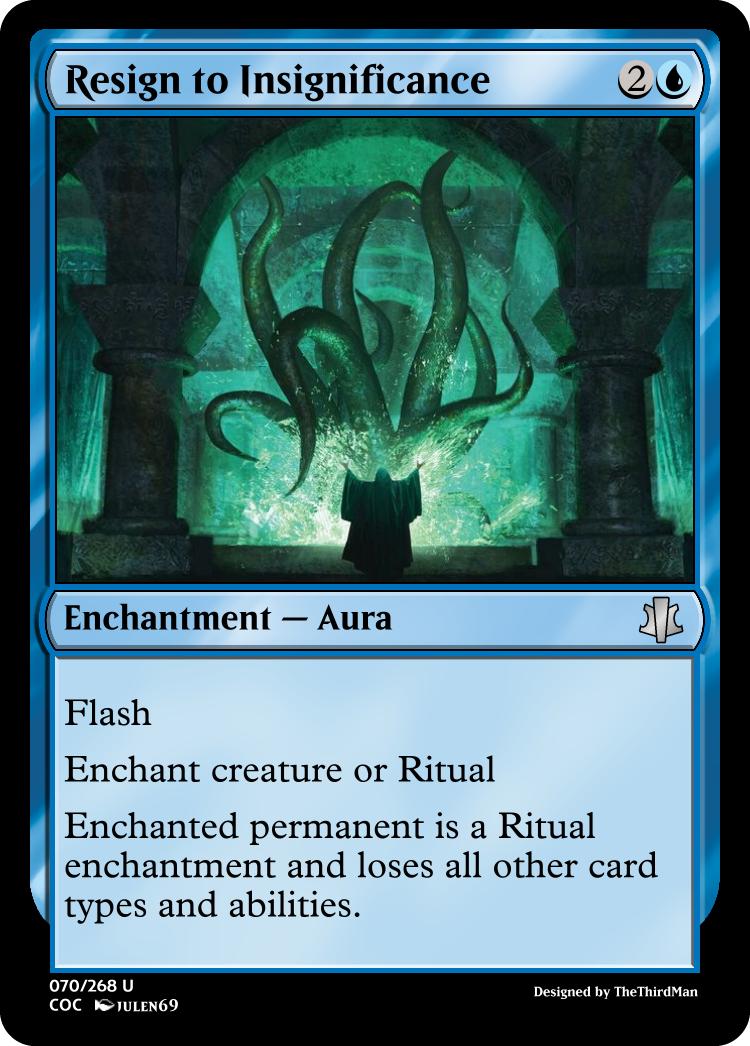 Resign to Insignificance 2
Enchantment — Aura
Flash
Enchant creature or Ritual
Enchanted permanent is a Ritual
enchantment and loses all other card
types and abilities.
070/268 U
COC JULEN69
Designed by TheThirdMan